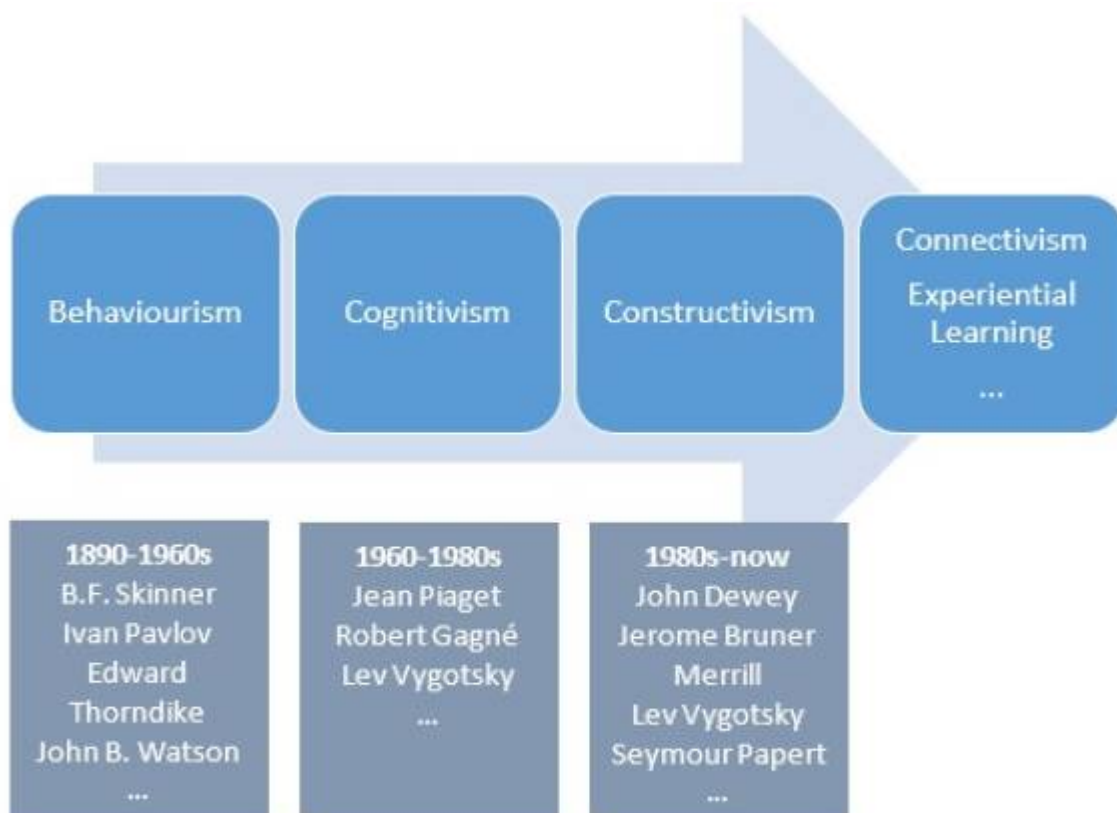 Behaviourism
Cognitivism
Constructivism
Connectivism
Experiential
Learning
...
1890-1960s
B.F. Skinner
Ivan Pavlov
Edward
Thorndike
John B. Watson
...
1960-1980s
Jean Piaget
Robert Gagné
Lev Vygotsky
...
1980s-now
John Dewey
Jerome Bruner
Merrill
Lev Vygotsky
Seymour Papert
...